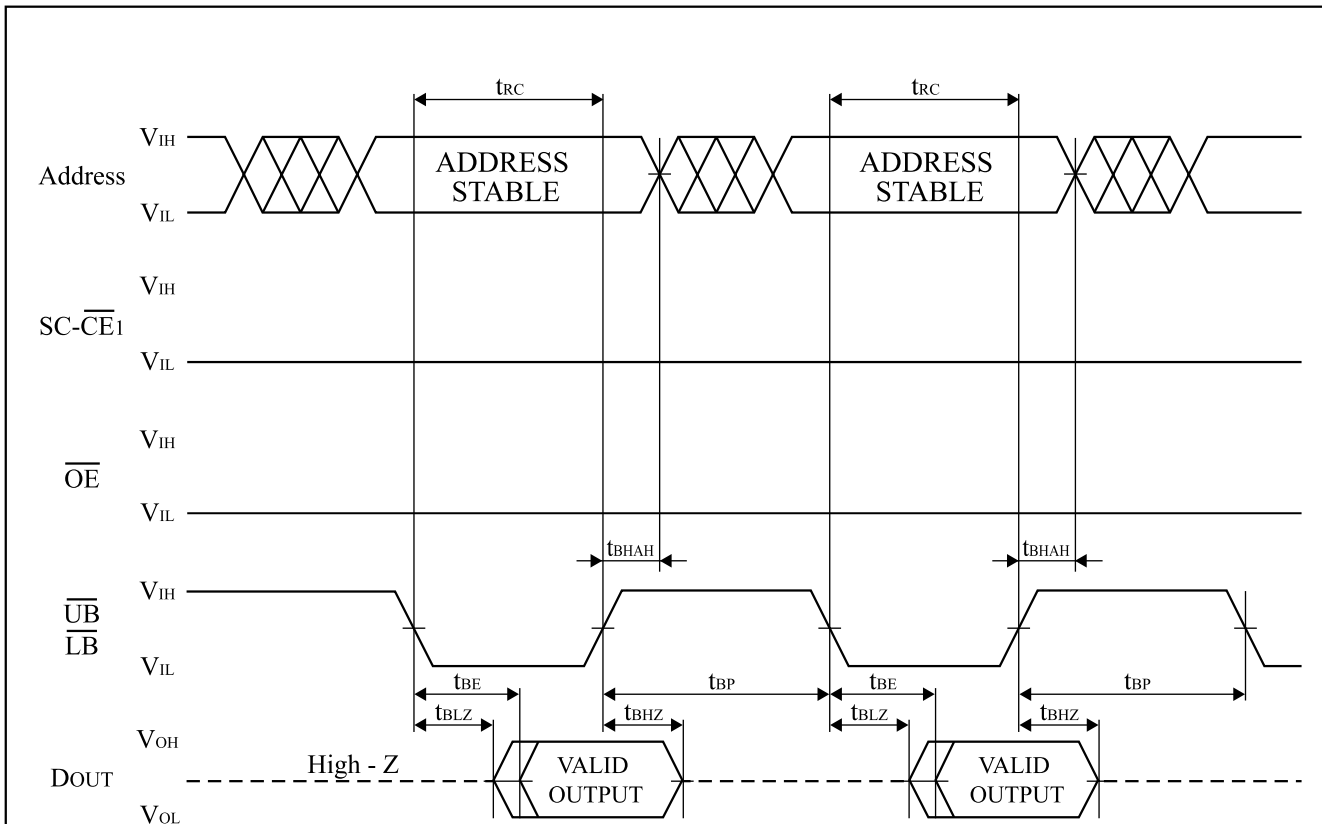 tRC tRC
VIH
Address ADDRESS STABLE ADDRESS STABLE
VIL
VIH
SC-CE1
VIL
VIH
OE
VIL
tBHAH tBHAH
VIH
UB
LB
VIL
tBE tBP tBE tBP
tBLZ tBHZ tBLZ tBHZ
VOH
DOUT High - Z VALID OUTPUT VALID OUTPUT
VOL